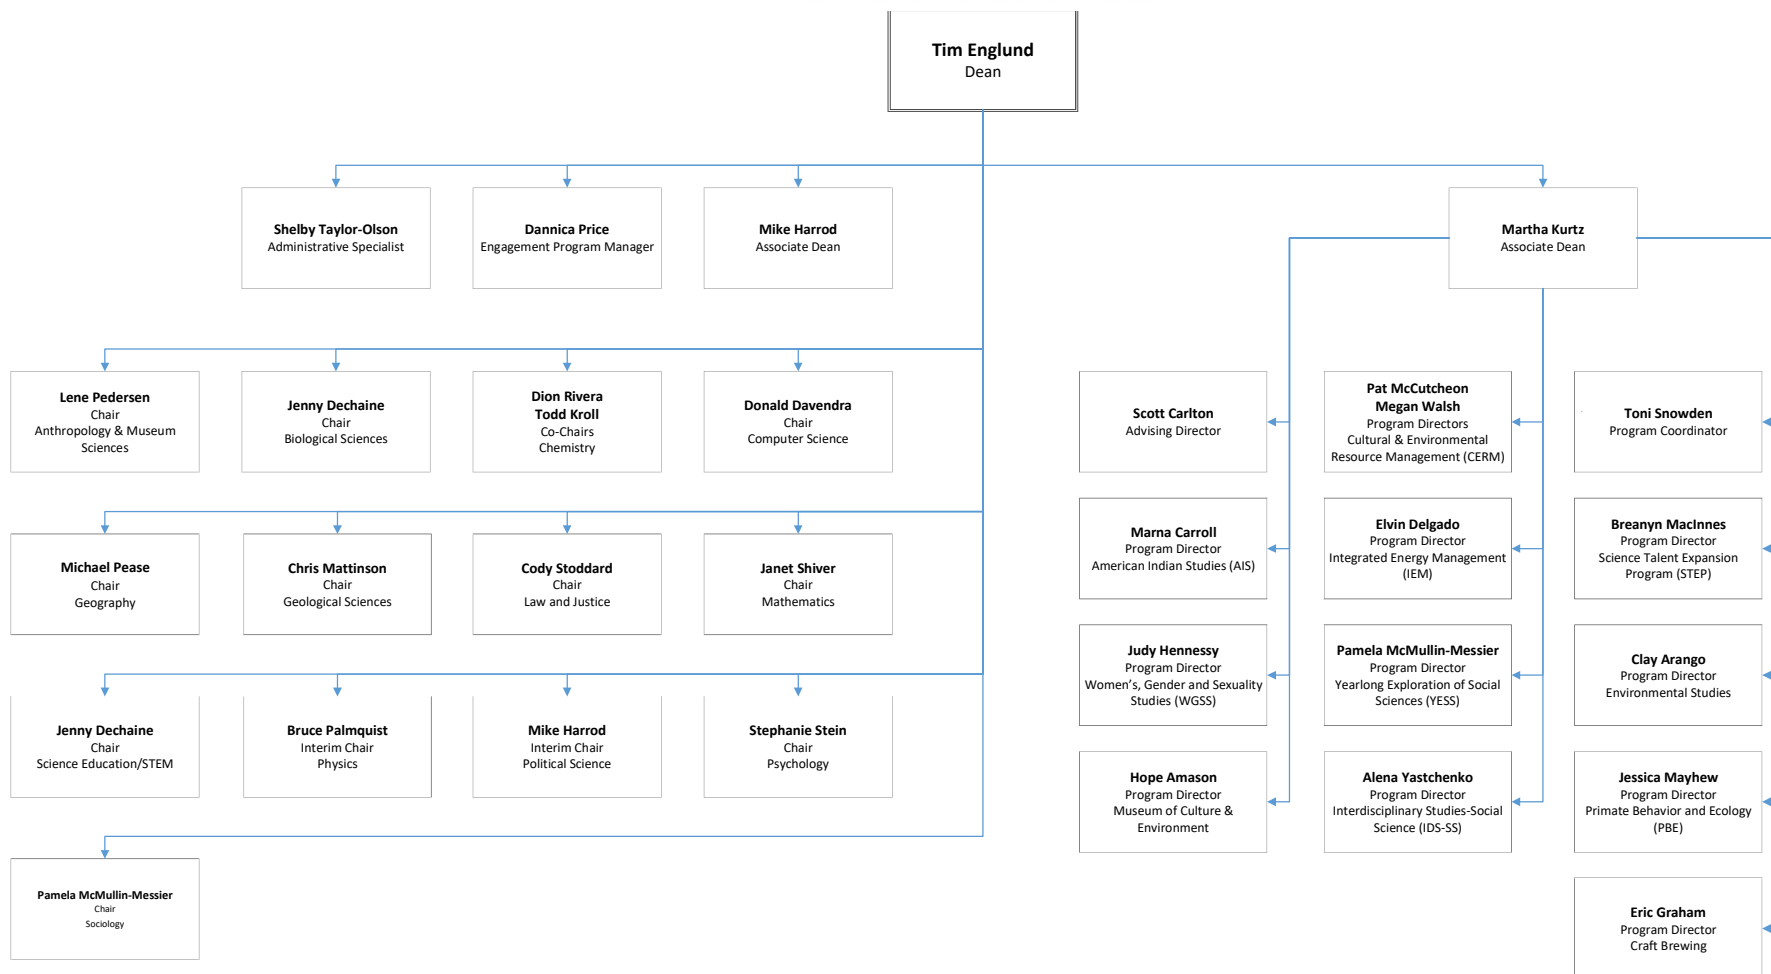 Tim Englund
Dean
Shelby Taylor-Olson
Administrative Specialist
Dannica Price
Engagement Program Manager
Mike Harrod
Associate Dean
Martha Kurtz
Associate Dean
Lene Pedersen
Chair
Anthropology & Museum
Sciences
Jenny Dechaine
Chair
Biological Sciences
Dion Rivera
Todd Kroll
Co-Chairs
Chemistry
Donald Davendra
Chair
Computer Science
Scott Carlton
Advising Director
Pat McCutcheon
Megan Walsh
Program Directors
Cultural & Environmental
Resource Management (CERM)
Toni Snowden
Program Coordinator
Michael Pease
Chair
Geography
Chris Mattinson
Chair
Geological Sciences
Cody Stoddard
Chair
Law and Justice
Janet Shiver
Chair
Mathematics
Marna Carroll
Program Director
American Indian Studies (AIS)
Elvin Delgado
Program Director
Integrated Energy Management
(IEM)
Breanyn MacInnes
Program Director
Science Talent Expansion
Program (STEP)
Judy Hennessy
Program Director
Women’s, Gender and Sexuality
Studies (WGSS)
Pamela McMullin-Messier
Program Director
Yearlong Exploration of Social
Sciences (YESS)
Clay Arango
Program Director
Environmental Studies
Jenny Dechaine
Chair
Science Education/STEM
Bruce Palmquist
Interim Chair
Physics
Mike Harrod
Interim Chair
Political Science
Stephanie Stein
Chair
Psychology
Hope Amason
Program Director
Museum of Culture &
Environment
Alena Yastchenko
Program Director
Interdisciplinary Studies-Social
Science (IDS-SS)
Jessica Mayhew
Program Director
Primate Behavior and Ecology
(PBE)
Pamela McMullin-Messier
Chair
Sociology
Eric Graham
Program Director
Craft Brewing